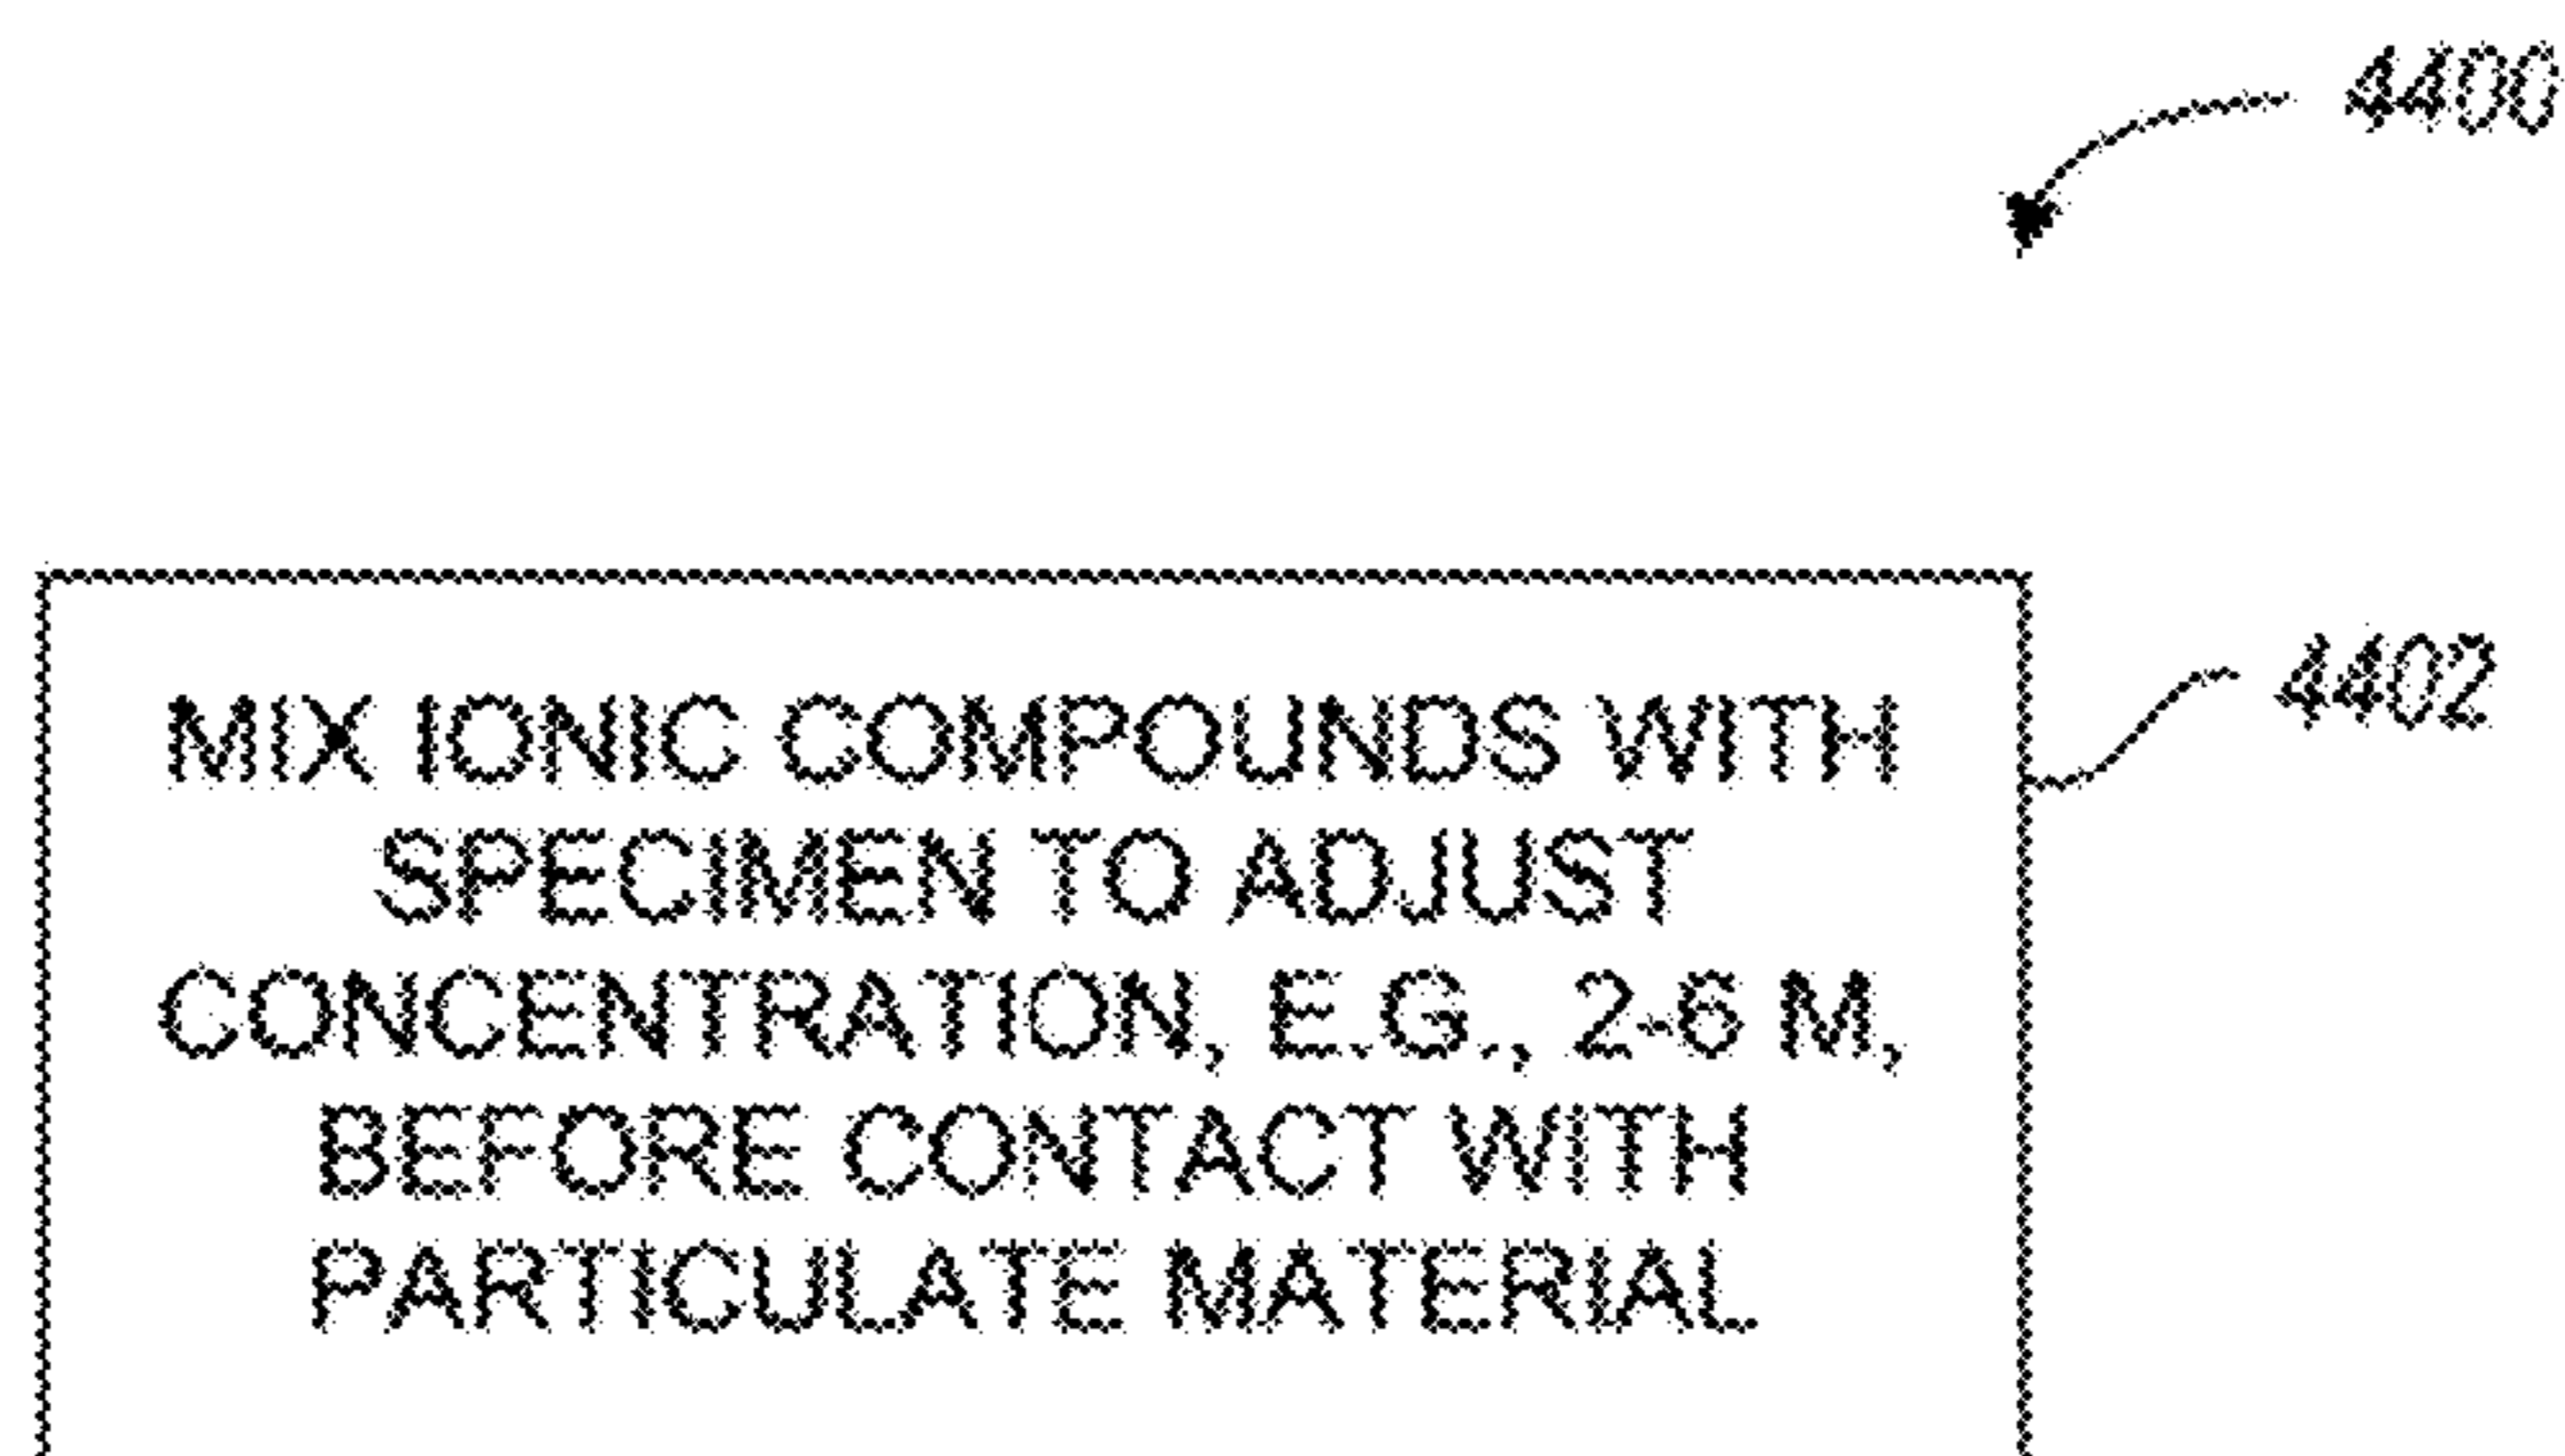 4400
4402
MIX IONIC COMPOUNDS WITH
SPECIMEN TO ADJUST
CONCENTRATION, E.G., 2-6 M,
BEFORE CONTACT WITH
PARTICULATE MATERIAL